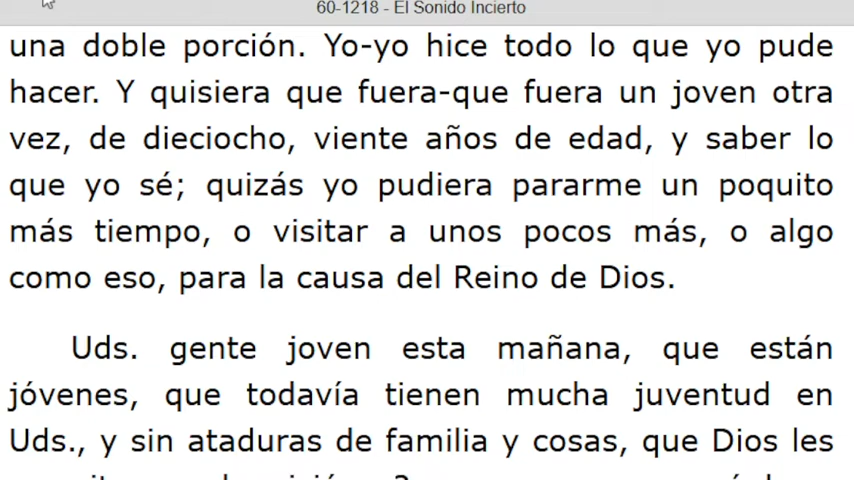 60-1218 - El Sonido Incierto
una doble porción. Yo-yo hice todo lo que yo pude
hacer. Y quisiera que fuera-que fuera un joven otra
vez, de dieciocho, viente años de edad, y saber lo
que yo sé; quizás yo pudiera pararme un poquito
más tiempo, o visitar a unos pocos más, o algo
como eso, para la causa del Reino de Dios.
Uds. gente joven esta mañana, que están
jóvenes, que todavía tienen mucha juventud en
Uds., y sin ataduras de familia y cosas, que Dios les